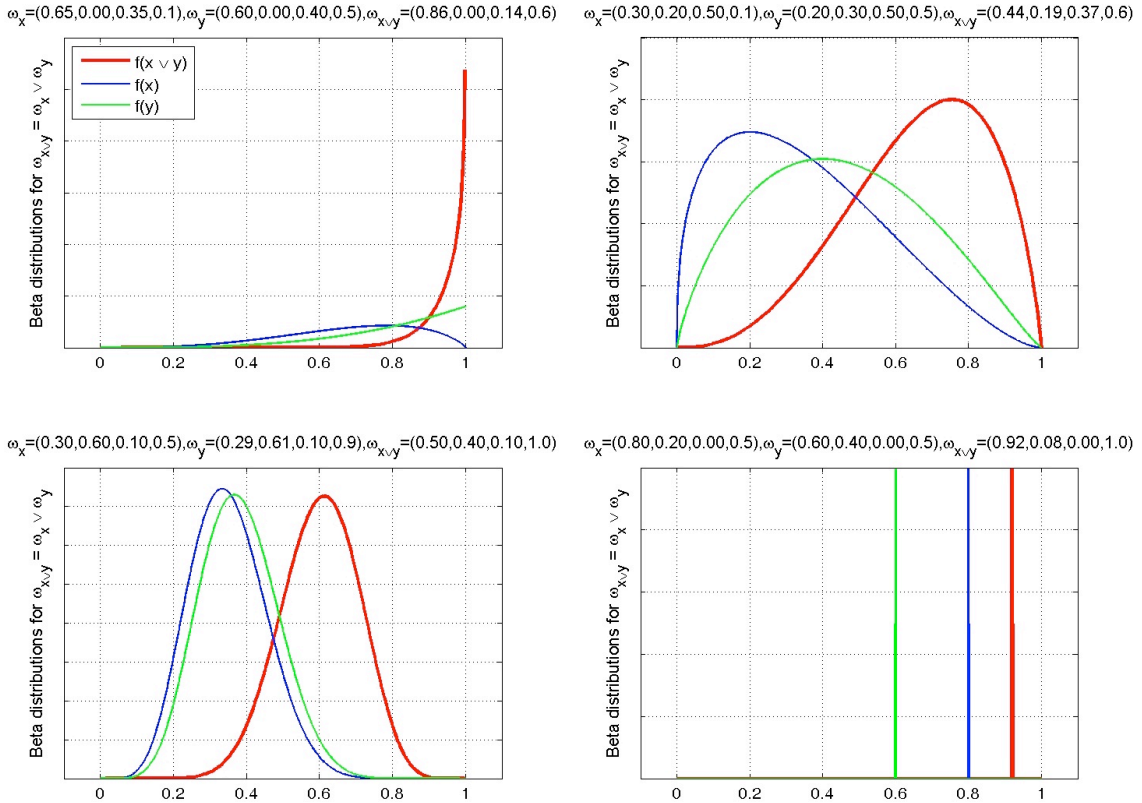 ωx=(0.65,0.00,0.35,0.1),ωy=(0.60,0.00,0.40,0.5),ωx∨y=(0.86,0.00,0.14,0.6)
Beta distributions for ωx∨y = ωx ∨ ωy
f(x ∨ y)
f(x)
f(y)
0 0.2 0.4 0.6 0.8 1
ωx=(0.30,0.20,0.50,0.1),ωy=(0.20,0.30,0.50,0.5),ωx∨y=(0.44,0.19,0.37,0.6)
Beta distributions for ωx∨y = ωx ∨ ωy
0 0.2 0.4 0.6 0.8 1
ωx=(0.30,0.60,0.10,0.5),ωy=(0.29,0.61,0.10,0.9),ωx∨y=(0.50,0.40,0.10,1.0)
Beta distributions for ωx∨y = ωx ∨ ωy
0 0.2 0.4 0.6 0.8 1
ωx=(0.80,0.20,0.00,0.5),ωy=(0.60,0.40,0.00,0.5),ωx∨y=(0.92,0.08,0.00,1.0)
Beta distributions for ωx∨y = ωx ∨ ωy
0 0.2 0.4 0.6 0.8 1